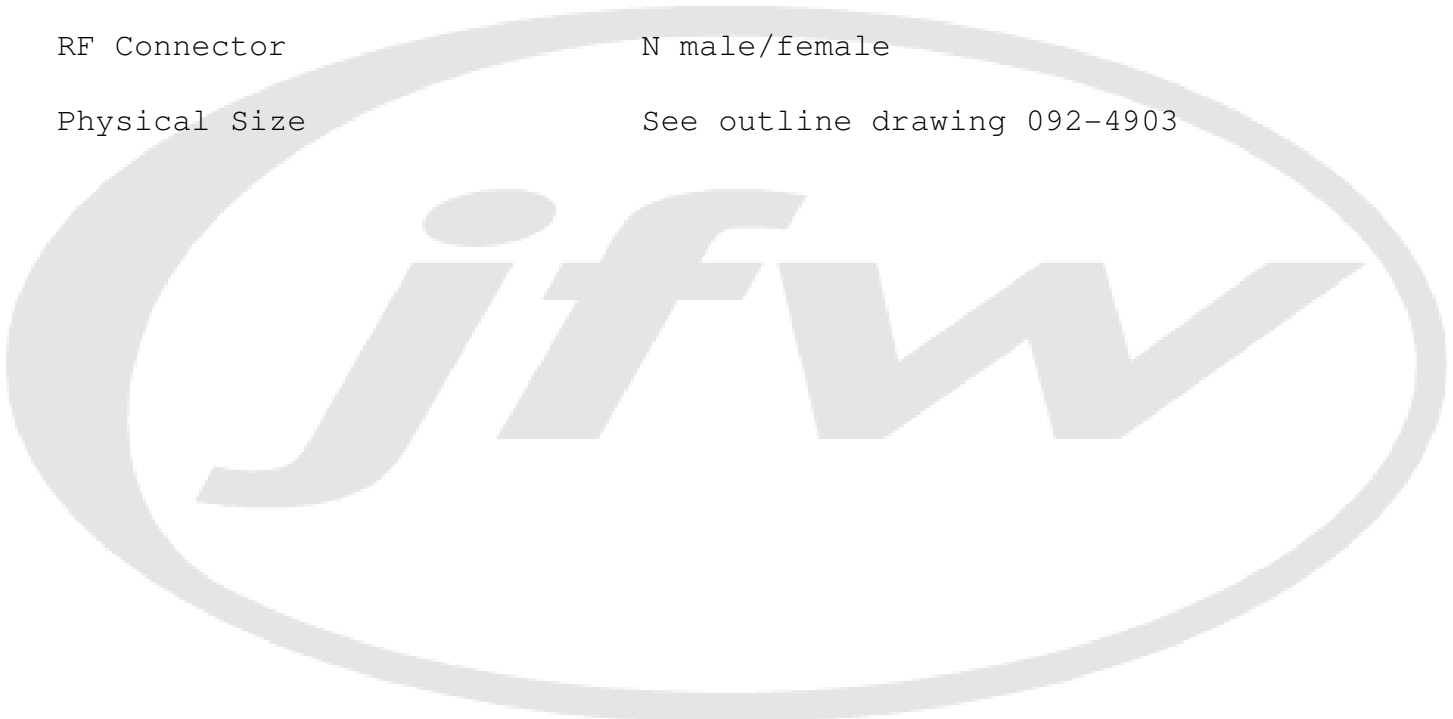 RF Connector N male/female
Physical Size See outline drawing 092-4903
jfw